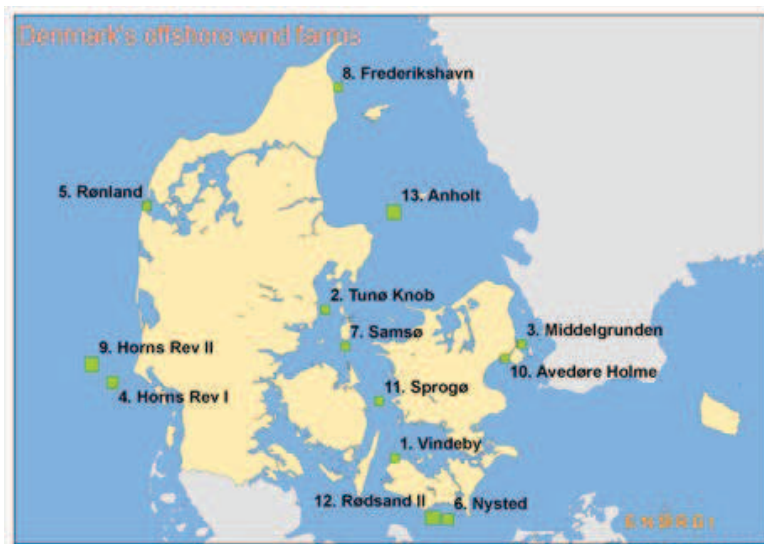 Denmark's offshore wind farms
8. Frederikshavn
5. Rønland
13. Anholt
2. Tunø Knob
3. Middelgrunden
7. Samsø
9. Horns Rev II
10. Avedøre Holme
4. Horns Rev I
11. Sprogø
1. Vindeby
12. Rødsand II
6. Nysted